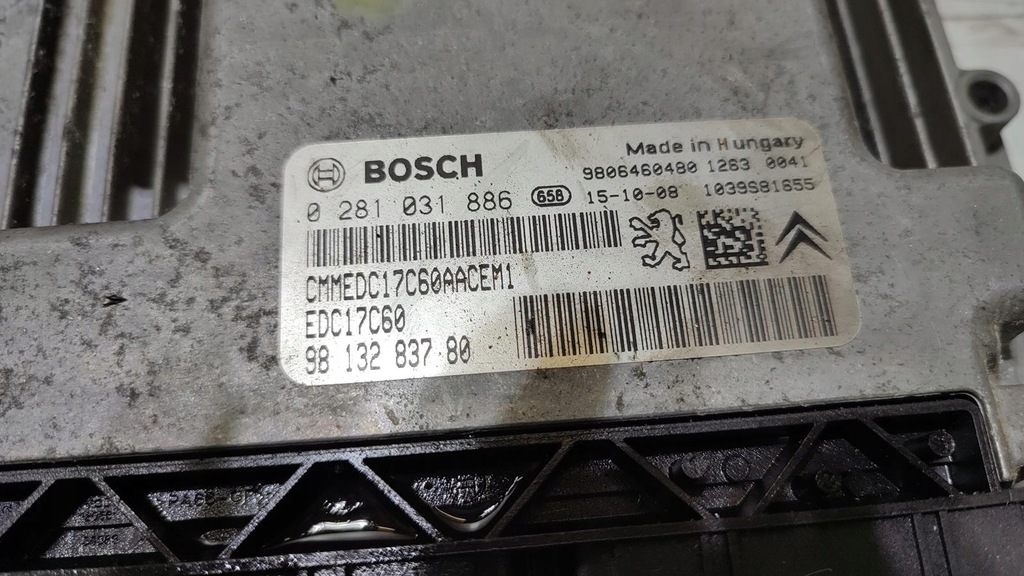 BOSCH
Made in Hungary
9806460480 1263 0041
0 281 031 886 658 15-10-08 1039S81655
CMMEDC17C60AACEM1
EDC17C60
98 132 837 80